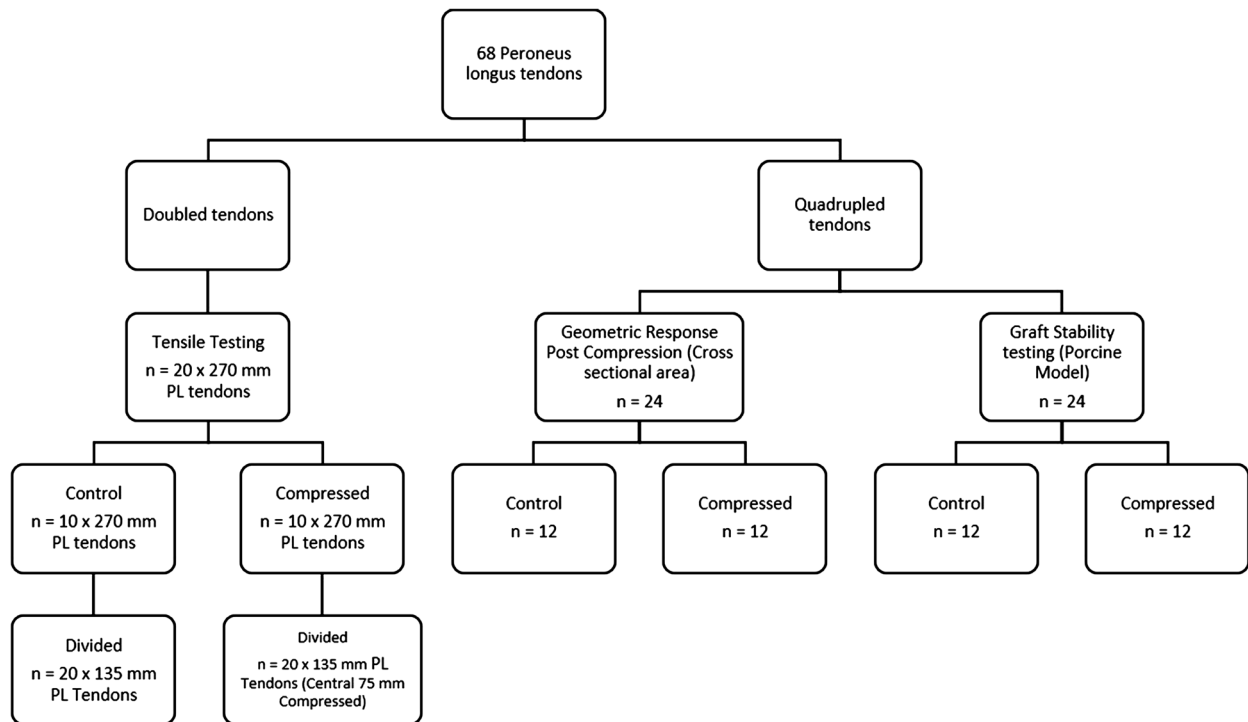 68 Peroneus
longus tendons
Doubled tendons
Quadrupled
tendons
Tensile Testing
n = 20 x 270 mm
PL tendons
Geometric Response
Post Compression (Cross
sectional area)
n = 24
Graft Stability
testing (Porcine
Model)
n = 24
Control
n = 10 x 270 mm
PL tendons
Compressed
n = 10 x 270 mm
PL tendons
Control
n = 12
Compressed
n = 12
Control
n = 12
Compressed
n = 12
Divided
n = 20 x 135 mm
PL Tendons
Divided
n = 20 x 135 mm PL
Tendons (Central 75 mm
Compressed)